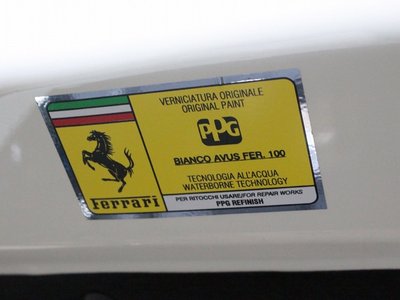 VERNICIATURA ORIGINALE
ORIGINAL PAINT
PPG
BIANCO AVUS FER. 100
TECNOLOGIA ALL'ACQUA
WATERBORNE TECHNOLOGY
PER RITOCCHI USARE/FOR REPAIR WORKS
PPG REFINISH
Ferrari